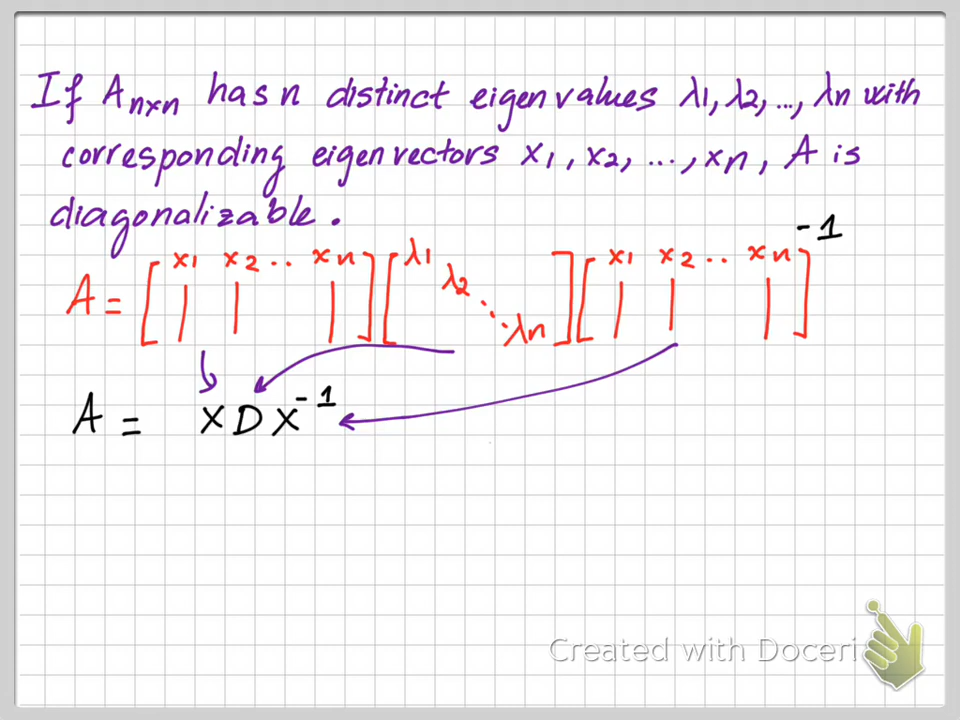 If Anxn has n distinct eigenvalues λ1, λ2, ..., λn with
corresponding eigenvectors x1, x2, ..., xn, A is
diagonalizable.
A = [x1 x2 .. xn] [λ1 λ2 ... λn] [x1 x2 .. xn]-1
A = XDX-1
Created with Doceri